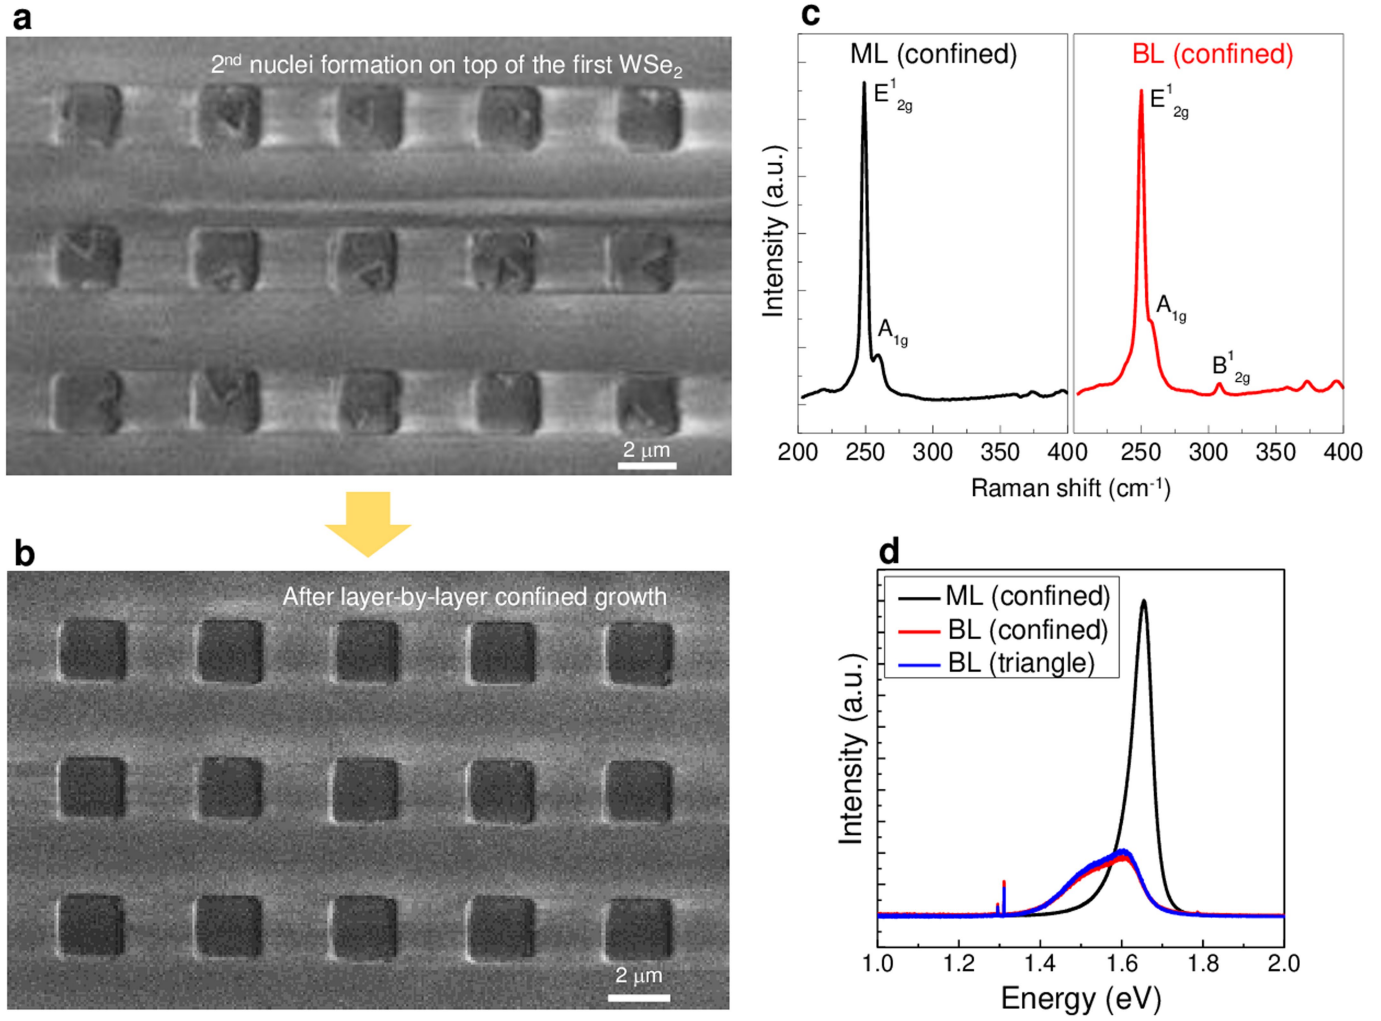 a
2nd nuclei formation on top of the first WSe2
2 μm
b
After layer-by-layer confined growth
2 μm
c
ML (confined)
BL (confined)
E12g
A1g
E12g
A1g
B12g
Intensity (a.u.)
200 250 300 350 400 250 300 350 400
Raman shift (cm-1)
d
ML (confined)
BL (confined)
BL (triangle)
Intensity (a.u.)
1.0 1.2 1.4 1.6 1.8 2.0
Energy (eV)